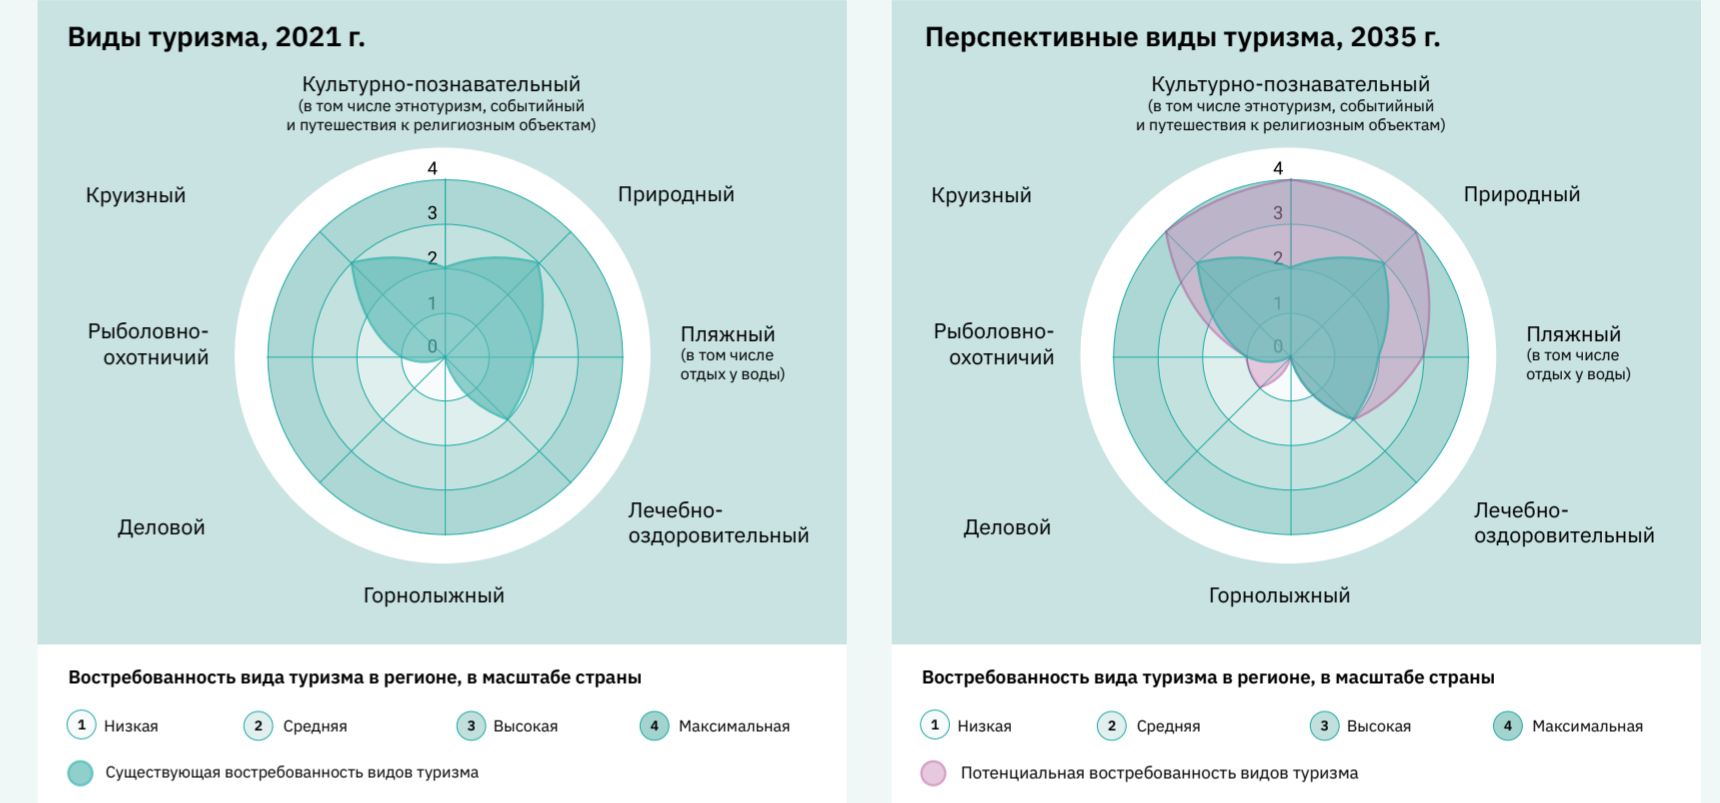 Виды туризма, 2021 г.
Культурно-познавательный
(в том числе этнотуризм, событийный
и путешествия к религиозным объектам)
4
3
2
1
0
Круизный
Природный
Рыболовно-
охотничий
Пляжный
(в том числе
отдых у воды)
Деловой
Лечебно-
оздоровительный
Горнолыжный
Востребованность вида туризма в регионе, в масштабе страны
1 Низкая
2 Средняя
3 Высокая
4 Максимальная
Существующая востребованность видов туризма
Перспективные виды туризма, 2035 г.
Культурно-познавательный
(в том числе этнотуризм, событийный
и путешествия к религиозным объектам)
4
3
2
1
0
Круизный
Природный
Рыболовно-
охотничий
Пляжный
(в том числе
отдых у воды)
Деловой
Лечебно-
оздоровительный
Горнолыжный
Востребованность вида туризма в регионе, в масштабе страны
1 Низкая
2 Средняя
3 Высокая
4 Максимальная
Потенциальная востребованность видов туризма